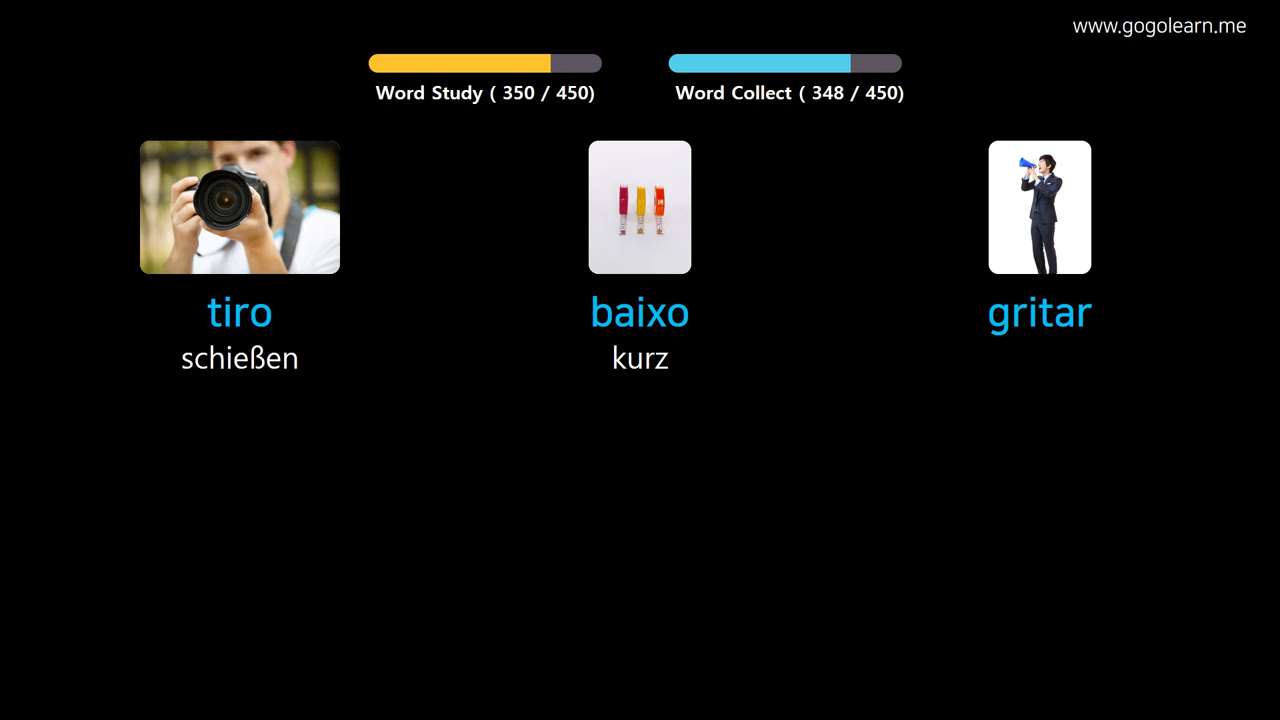 www.gogolearn.me
Word Study ( 350 / 450)
Word Collect ( 348 / 450)
tiro
schießen
baixo
kurz
gritar